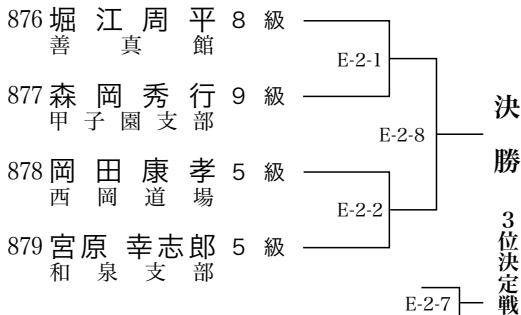 876 堀江周平 8 級
善真館
E-2-1
877 森岡秀行 9 級
甲子園支部
E-2-8
878 岡田康孝 5 級
西岡道場
E-2-2
879 宮原幸志郎 5 級
和泉支部
決勝
3位決定戦
E-2-7